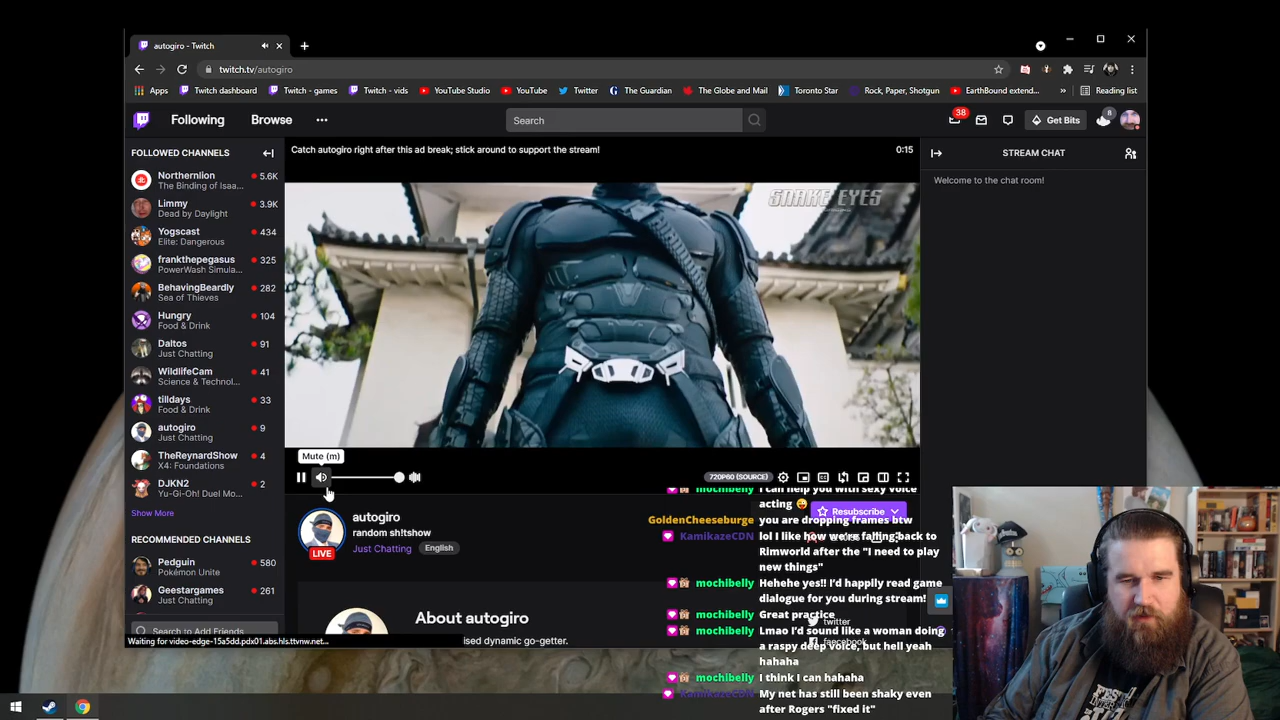 autogiro - Twitch
twitch.tv/autogiro
Apps
Twitch dashboard
Twitch - games
Twitch - vids
YouTube Studio
YouTube
Twitter
The Guardian
The Globe and Mail
Toronto Star
Rock, Paper, Shotgun
EarthBound extend...
»
Reading list
Following
Browse
Search
38
Get Bits
8
FOLLOWED CHANNELS
Northernlion
5.6K
The Binding of Isaa...
Limmy
3.9K
Dead by Daylight
Yogscast
434
Elite: Dangerous
frankthepegasus
325
PowerWash Simula...
BehavingBeardly
282
Sea of Thieves
Hungry
104
Food & Drink
Daltos
91
Just Chatting
WildlifeCam
41
Science & Technol...
tilldays
33
Food & Drink
autogiro
9
Just Chatting
TheReynardShow
4
X4: Foundations
DJKN2
2
Yu-Gi-Oh! Duel Mo...
Show More
RECOMMENDED CHANNELS
Pedguin
580
Pokémon Unite
Geestargames
261
Just Chatting
Search to Add Friends
Waiting for video-edge-15a5dd.pdx01.abs.hls.ttvnw.net...
Catch autogiro right after this ad break; stick around to support the stream!
0:15
SNAKE EYES
Mute (m)
720P60 (SOURCE)
autogiro
random sh!tshow
Just Chatting
English
LIVE
Resubscribe
About autogiro
ised dynamic go-getter.
twitter
faecebook
STREAM CHAT
Welcome to the chat room!
mochibelly I can help you with sexy voice
acting
GoldenCheeseburge you are dropping frames btw
KamikazeCDN lol I like how we're falling back to
Rimworld after the "I need to play
new things"
mochibelly Hehehe yes!! I'd happily read game
dialogue for you during stream!
mochibelly Great practice
mochibelly Lmao I'd sound like a woman doing
a raspy deep voice, but hell yeah
hahaha
mochibelly I think I can hahaha
KamikazeCDN My net has still been shaky even
after Rogers "fixed it"